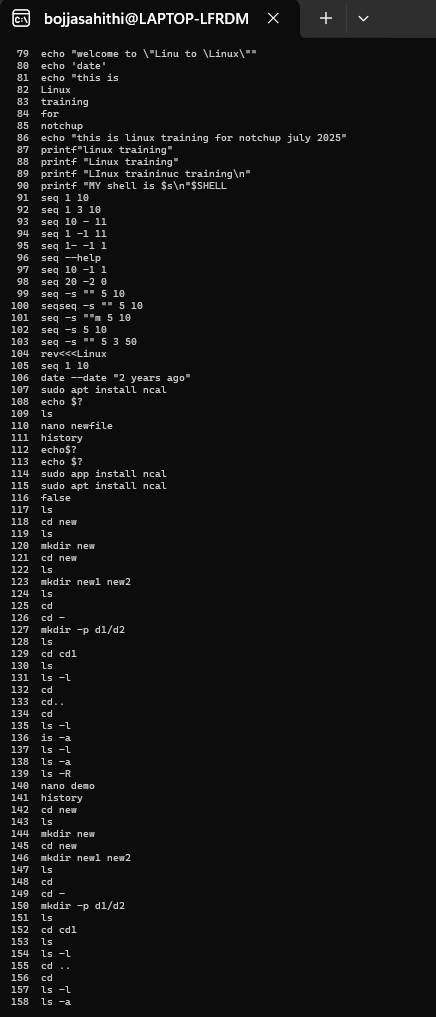 bojjasahithi@LAPTOP-LFRDM
79 echo "welcome to \"Linu to \Linux\""
80 echo 'date'
81 echo "this is
82 Linux
83 training
84 for
85 notchup
86 echo "this is linux training for notchup july 2025"
87 printf"linux training"
88 printf "Linux training"
89 printf "LInux traininuc training\n"
90 printf "MY shell is $s\n"$SHELL
91 seq 1 10
92 seq 1 3 10
93 seq 10 - 11
94 seq 1 -1 11
95 seq 1- -1 1
96 seq --help
97 seq 10 -1 1
98 seq 20 -2 0
99 seq -s "" 5 10
100 seqseq -s "" 5 10
101 seq -s ""m 5 10
102 seq -s 5 10
103 seq -s "" 5 3 50
104 rev<<<Linux
105 seq 1 10
106 date --date "2 years ago"
107 sudo apt install ncal
108 echo $?
109 ls
110 nano newfile
111 history
112 echo$?
113 echo $?
114 sudo app install ncal
115 sudo apt install ncal
116 false
117 ls
118 cd new
119 ls
120 mkdir new
121 cd new
122 ls
123 mkdir new1 new2
124 ls
125 cd
126 cd -
127 mkdir -p d1/d2
128 ls
129 cd cd1
130 ls
131 ls -l
132 cd
133 cd..
134 cd
135 ls -l
136 is -a
137 ls -l
138 ls -a
139 ls -R
140 nano demo
141 history
142 cd new
143 ls
144 mkdir new
145 cd new
146 mkdir new1 new2
147 ls
148 cd
149 cd -
150 mkdir -p d1/d2
151 ls
152 cd cd1
153 ls
154 ls -l
155 cd ..
156 cd
157 ls -l
158 ls -a